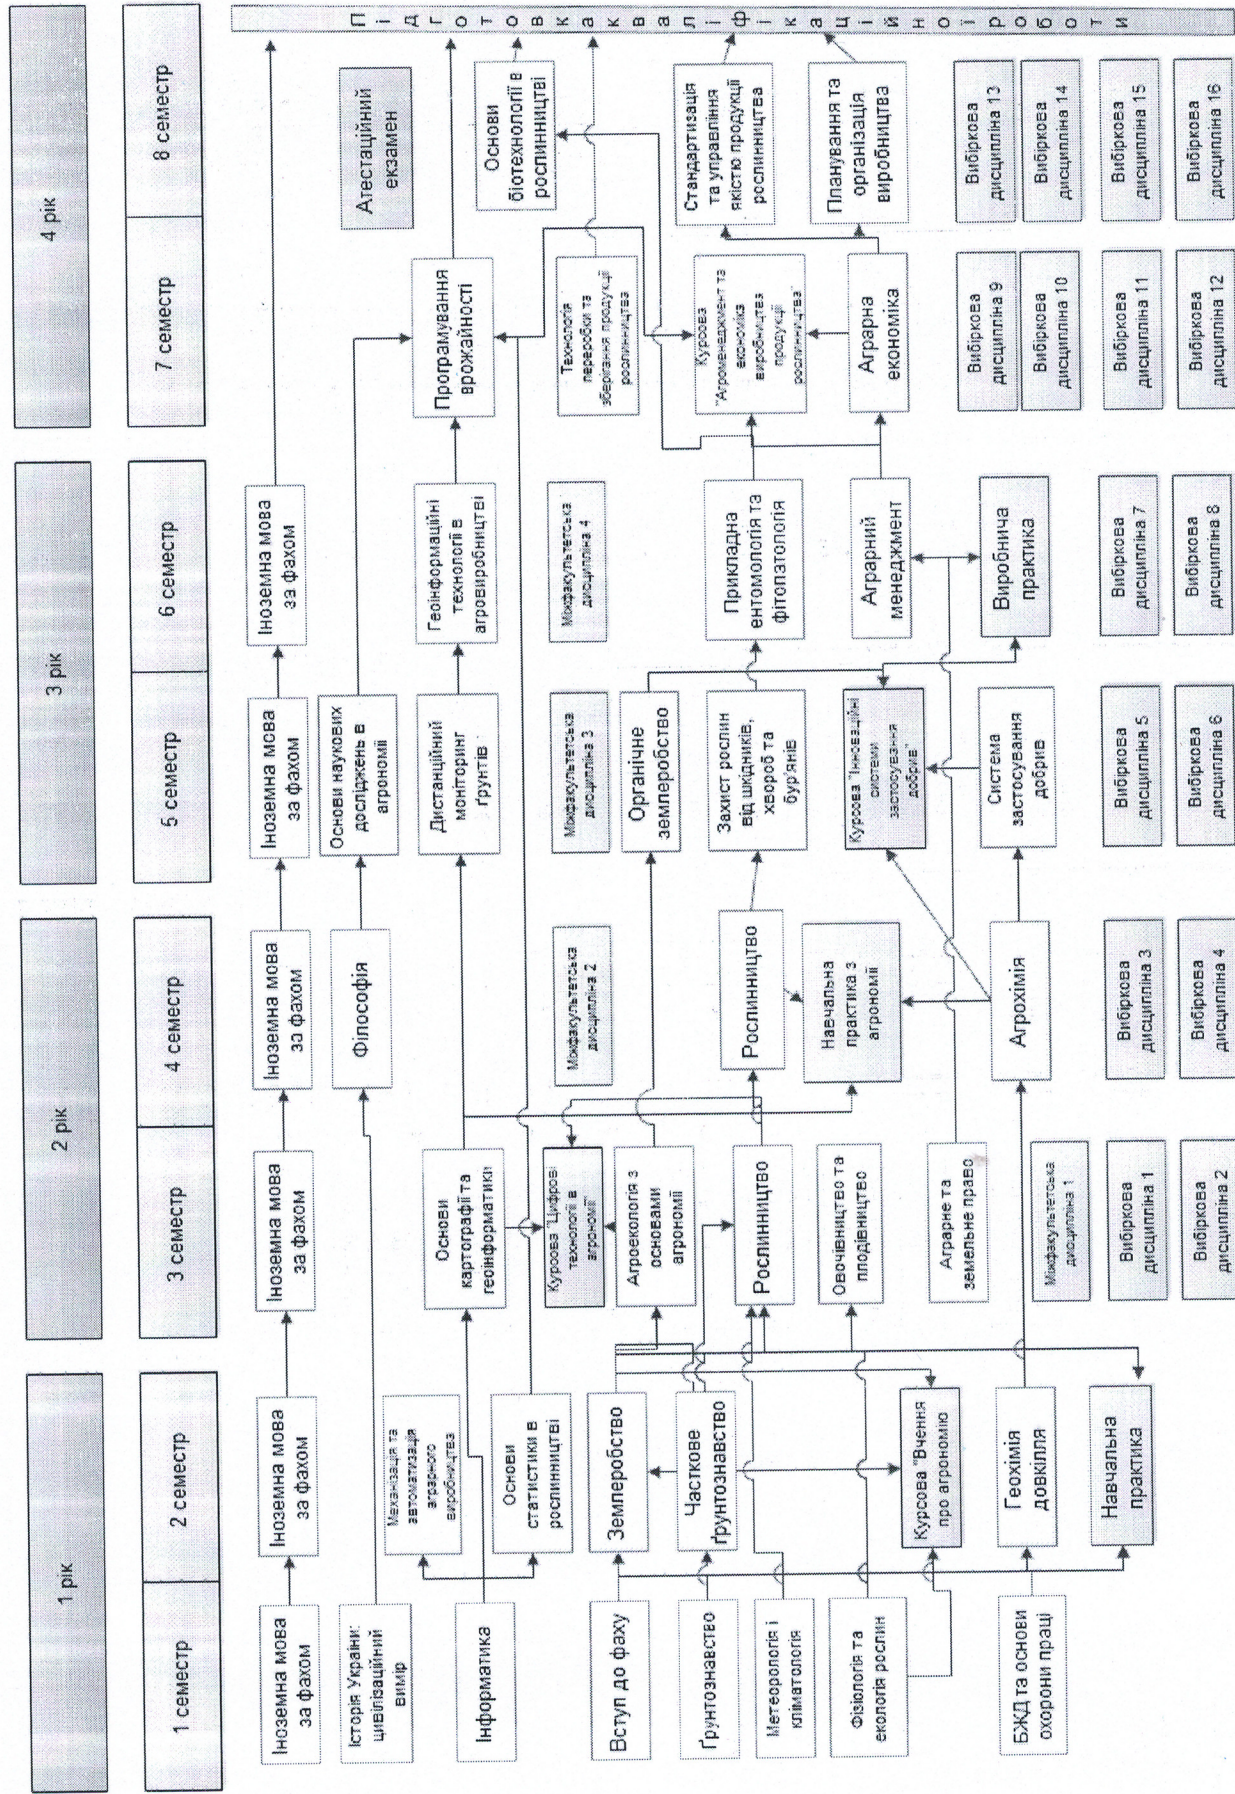 1 рік
2 рік
3 рік
4 рік
1 семестр
2 семестр
3 семестр
4 семестр
5 семестр
6 семестр
7 семестр
8 семестр
Іноземна мова
за фахом
Іноземна мова
за фахом
Іноземна мова
за фахом
Іноземна мова
за фахом
Іноземна мова
за фахом
Іноземна мова
за фахом
Історія України:
цивілізаційний
вимір
Філософія
Основи наукових
досліджень в
агрономії
Атестаційний
екзамен
Інформатика
Механізація та
автоматизація
аграрного
виробництва
Основи
статистики в
рослинництві
Основи
картографії та
геоінформатики
Дистанційний
моніторинг
ґрунтів
Геоінформаційні
технології в
агровиробництві
Програмування
врожайності
Основи
біотехнології в
рослинництві
Курсова "Цифрові
технології в
агрономії"
Міжфакультетська
дисципліна 2
Міжфакультетська
дисципліна 3
Міжфакультетська
дисципліна 4
Технологія
переробки та
зберігання продукції
рослинництва
Вступ до фаху
Землеробство
Агроекологія з
основами
агрономії
Органічне
землеробство
Ґрунтознавство
Часткове
ґрунтознавство
Рослинництво
Рослинництво
Захист рослин
від шкідників,
хвороб та
бур'янів
Прикладна
ентомологія та
фітопатологія
Курсова
"Агроменеджмент та
економіка
виробництва
продукції
рослинництва"
Стандартизація
та управління
якістю продукції
рослинництва
Метеорологія і
кліматологія
Фізіологія та
екологія рослин
Овочівництво та
плодівництво
Навчальна
практика з
агрономії
Курсова "Інноваційні
системи
застосування
добрив"
Аграрний
менеджмент
Аграрна
економіка
Планування та
організація
виробництва
Курсова "Вчення
про агрономію
Аграрне та
земельне право
БЖД та основи
охорони праці
Геохімія
довкілля
Агрохімія
Система
застосування
добрив
Виробнича
практика
Навчальна
практика
Міжфакультетська
дисципліна 1
Вибіркова
дисципліна 1
Вибіркова
дисципліна 2
Вибіркова
дисципліна 3
Вибіркова
дисципліна 4
Вибіркова
дисципліна 5
Вибіркова
дисципліна 6
Вибіркова
дисципліна 7
Вибіркова
дисципліна 8
Вибіркова
дисципліна 9
Вибіркова
дисципліна 10
Вибіркова
дисципліна 11
Вибіркова
дисципліна 12
Вибіркова
дисципліна 13
Вибіркова
дисципліна 14
Вибіркова
дисципліна 15
Вибіркова
дисципліна 16
Підготовка кваліфікаційної роботи